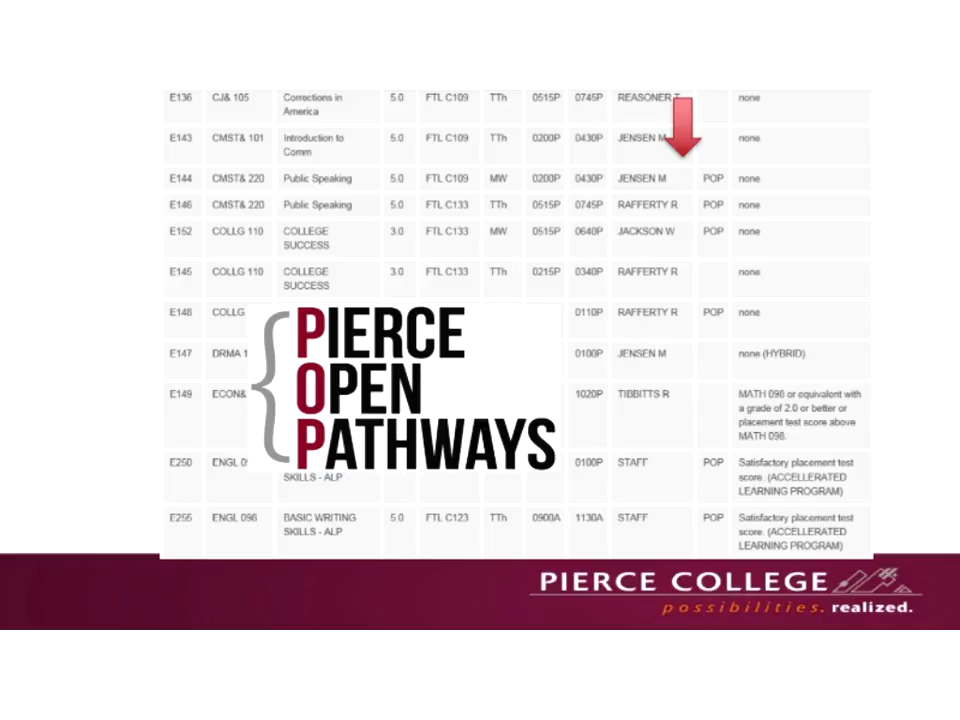 E136 CJ& 105 Corrections in 5.0 FTL C109 TTh 0515P 0745P REASONER T none
America
E143 CMST& 101 Introduction to 5.0 FTL C109 TTh 0200P 0430P JENSEN M none
Comm
E144 CMST& 220 Public Speaking 5.0 FTL C109 MW 0200P 0430P JENSEN M POP none
E146 CMST& 220 Public Speaking 5.0 FTL C133 TTh 0515P 0745P RAFFERTY R POP none
E152 COLLG 110 COLLEGE 3.0 FTL C133 MW 0515P 0640P JACKSON W POP none
SUCCESS
E145 COLLG 110 COLLEGE 3.0 FTL C133 TTh 0215P 0340P RAFFERTY R none
SUCCESS
E148 COLLG 0110P RAFFERTY R POP none
E147 DRMA 1 0100P JENSEN M none (HYBRID)
E149 ECON& 1020P TIBBITTS R MATH 098 or equivalent with
a grade of 2.0 or better or
placement test score above
MATH 098.
E250 ENGL 0100P STAFF POP Satisfactory placement test
SKILLS - ALP score. (ACCELLERATED
LEARNING PROGRAM)
E255 ENGL 098 BASIC WRITING 5.0 FTL C123 TTh 0900A 1130A STAFF POP Satisfactory placement test
SKILLS - ALP score. (ACCELLERATED
LEARNING PROGRAM)
PIERCE
OPEN
PATHWAYS
PIERCE COLLEGE
possibilities. realized.